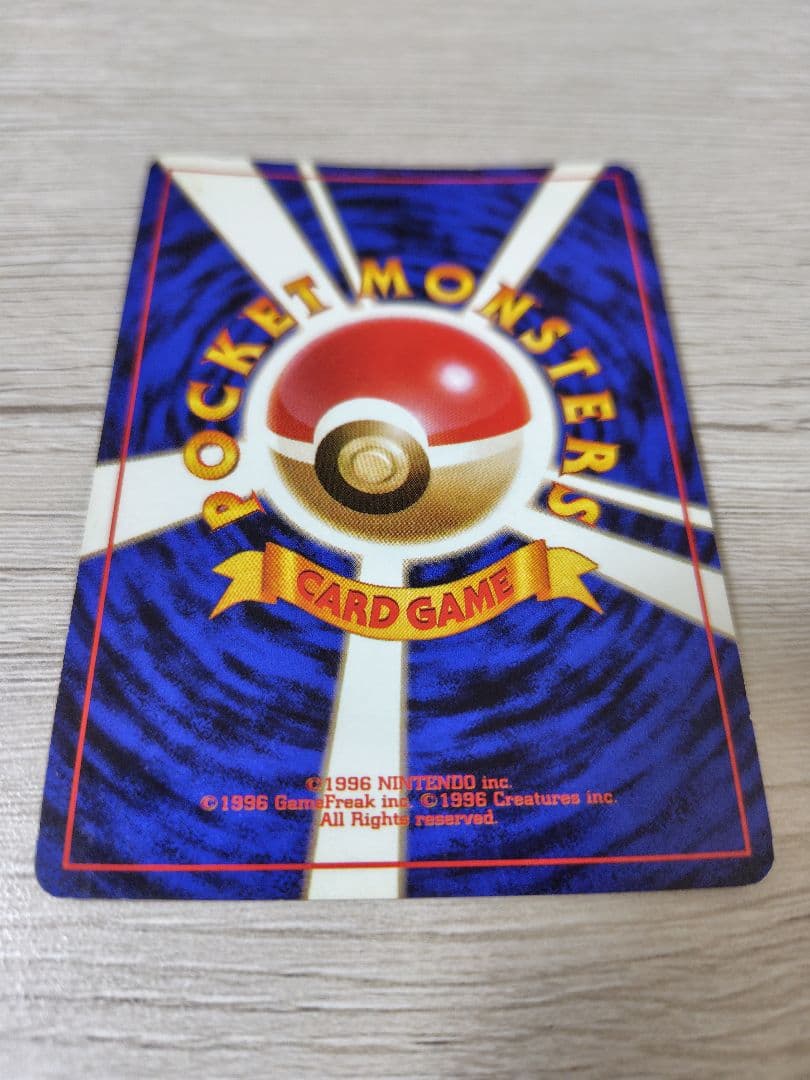 POCKET MONSTERS
CARD GAME
©1996 NINTENDO inc.
©1996 GameFreak inc. ©1996 Creatures inc.
All Rights reserved.